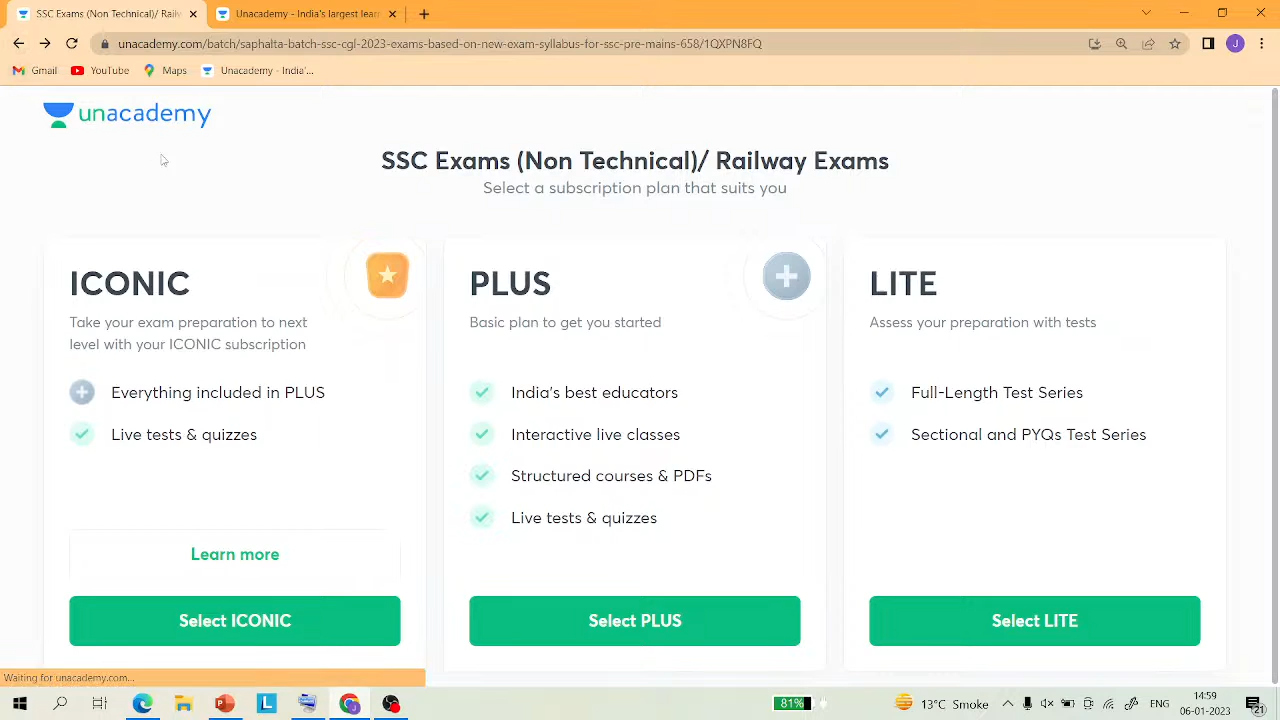 SSC Exams (Non Technical)/ Railw
Unacademy - India's largest learn
unacademy.com/batch/saphalta-batch-ssc-cgl-2023-exams-based-on-new-exam-syllabus-for-ssc-pre-mains-658/1QXPN8FQ
J
Gmail YouTube Maps Unacademy - India'...
unacademy
SSC Exams (Non Technical)/ Railway Exams
Select a subscription plan that suits you
ICONIC
Take your exam preparation to next
level with your ICONIC subscription
Everything included in PLUS
Live tests & quizzes
Learn more
Select ICONIC
PLUS
Basic plan to get you started
India's best educators
Interactive live classes
Structured courses & PDFs
Live tests & quizzes
Select PLUS
LITE
Assess your preparation with tests
Full-Length Test Series
Sectional and PYQs Test Series
Select LITE
Waiting for unacademy.com...
81% 13°C Smoke ENG 14:59
06-01-2023 21